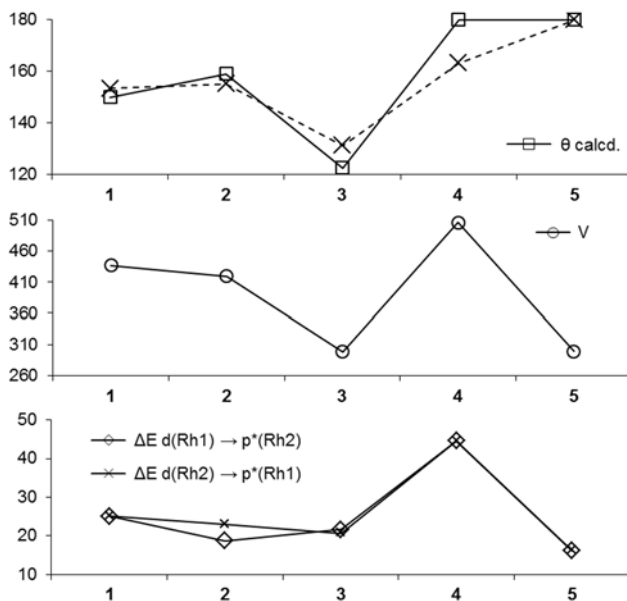 180
160
140
120
θ calcd.
1 2 3 4 5
510
460
410
360
310
260
V
1 2 3 4 5
50
40
30
20
10
ΔE d(Rh1) → p*(Rh2)
ΔE d(Rh2) → p*(Rh1)
1 2 3 4 5